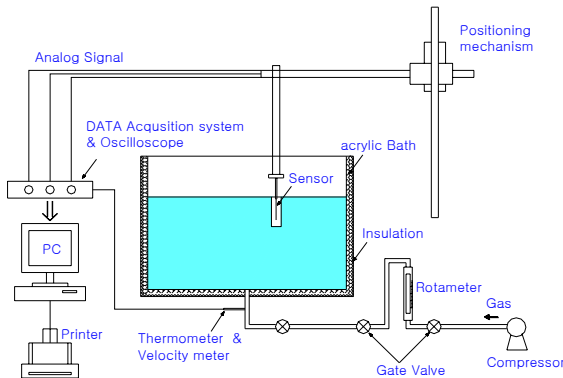 Positioning
mechanism
Analog Signal
DATA Acqusition system
& Oscilloscope
acrylic Bath
Sensor
Insulation
PC
Rotameter
Gas
Printer
Thermometer &
Velocity meter
Gate Valve
Compressor